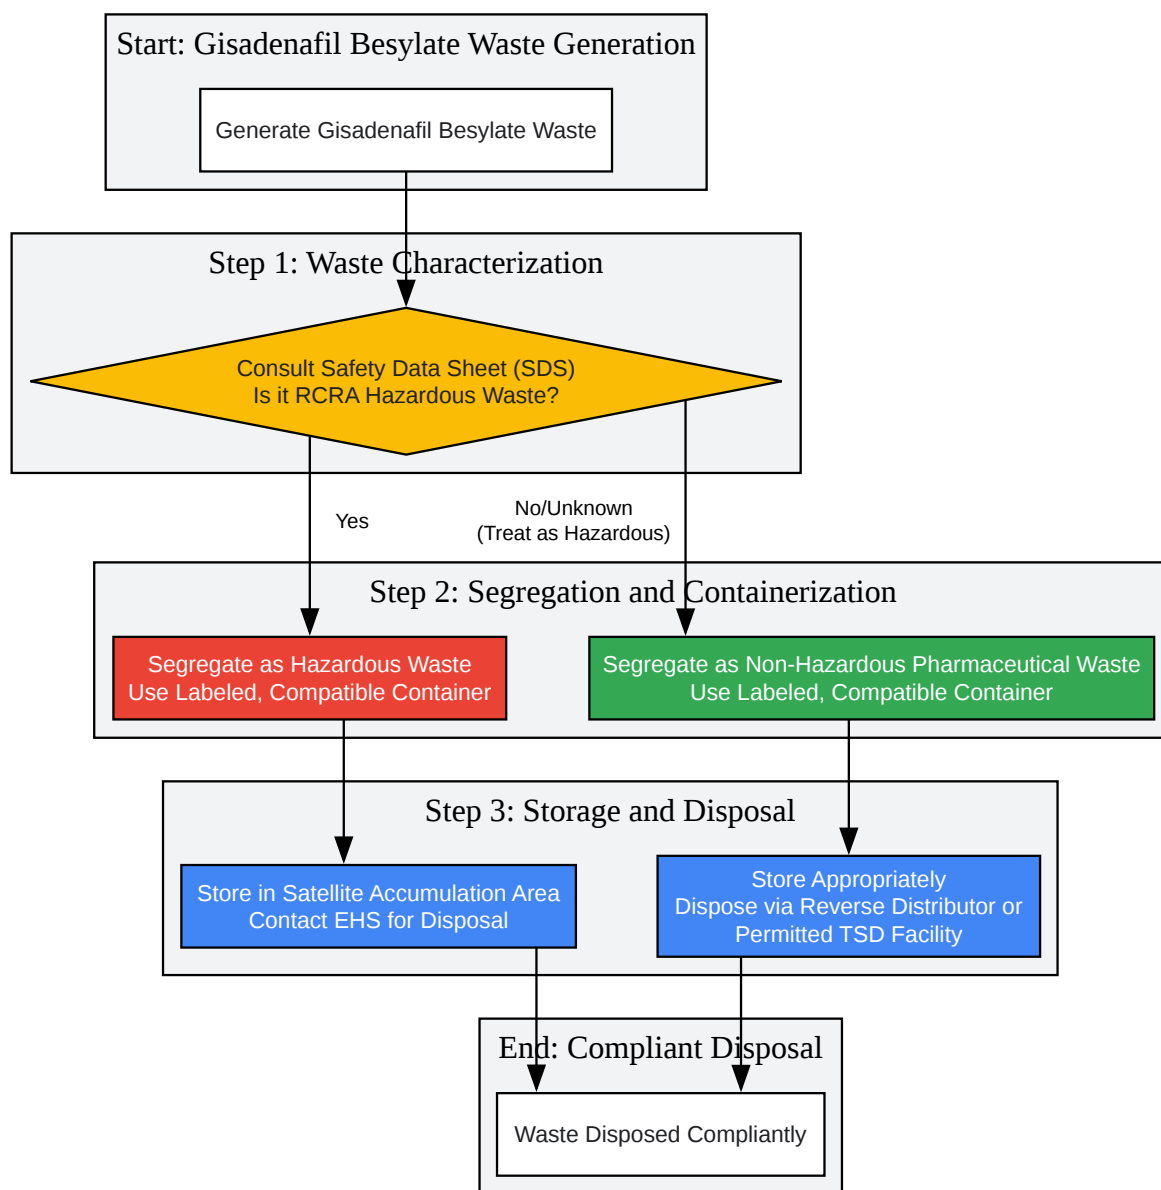 Start: Gisadenafil Besylate Waste Generation
Generate Gisadenafil Besylate Waste
Step 1: Waste Characterization
Consult Safety Data Sheet (SDS)
Is it RCRA Hazardous Waste?
Yes
No/Unknown
(Treat as Hazardous)
Step 2: Segregation and Containerization
Segregate as Hazardous Waste
Use Labeled, Compatible Container
Segregate as Non-Hazardous Pharmaceutical Waste
Use Labeled, Compatible Container
Step 3: Storage and Disposal
Store in Satellite Accumulation Area
Contact EHS for Disposal
Store Appropriately
Dispose via Reverse Distributor or
Permitted TSD Facility
End: Compliant Disposal
Waste Disposed Compliantly